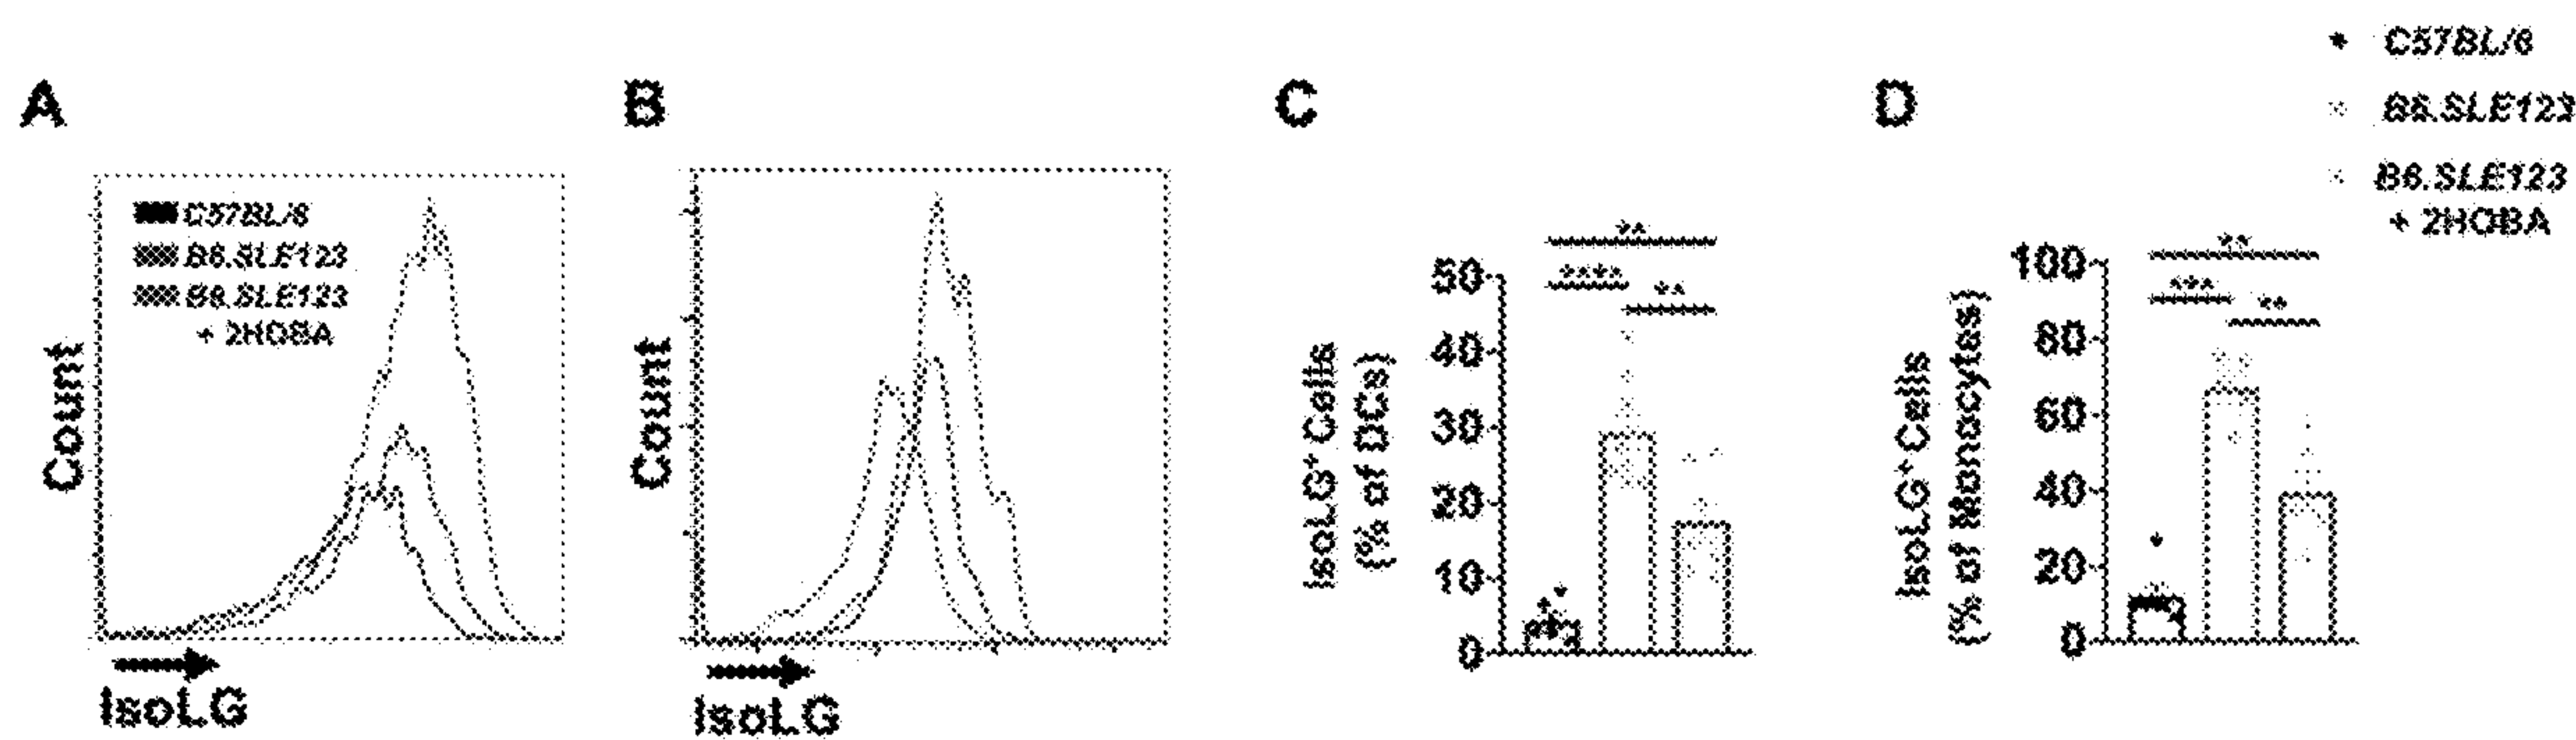 A
C57BL/6
B6.SLE123
B6.SLE123
+ 2HOBA
Count
IsoLG
B
Count
IsoLG
C
**
****
**
50
40
30
20
10
0
IsoLG+ Cells
(% of DCs)
D
C57BL/6
B6.SLE123
B6.SLE123
+ 2HOBA
**
***
**
100
80
60
40
20
0
IsoLG+ Cells
(% of Monocytes)